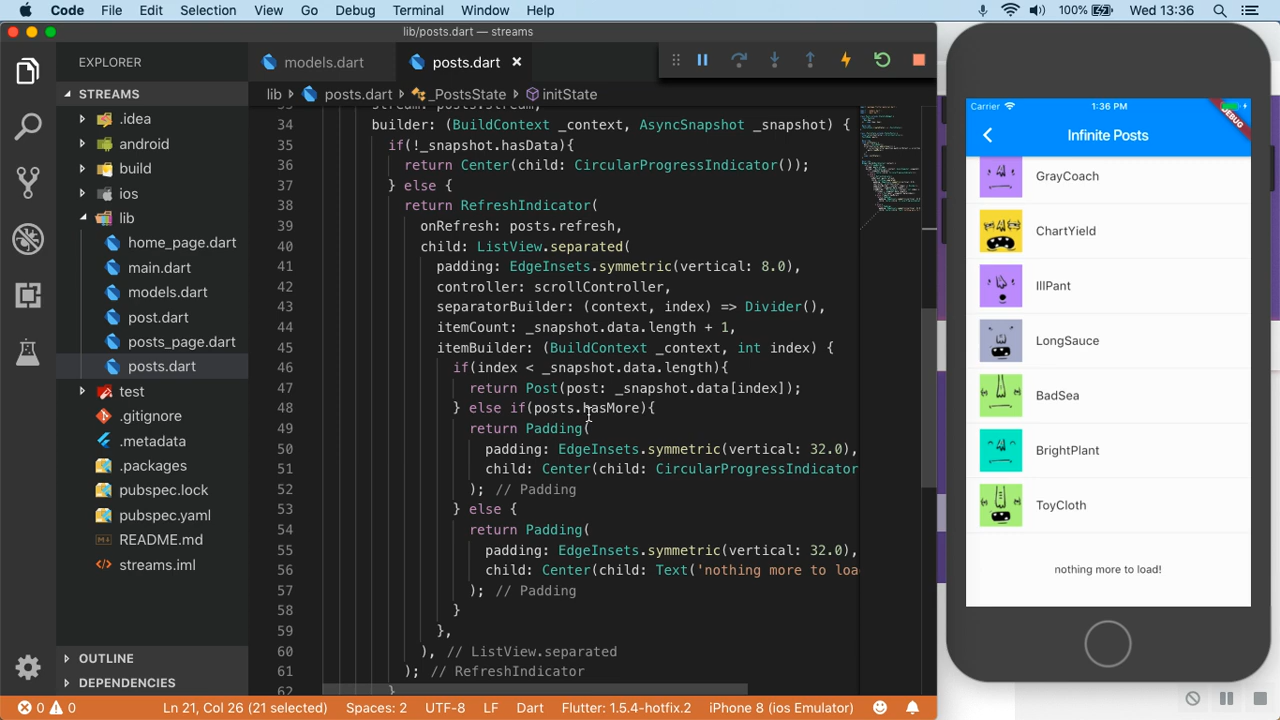 Code File Edit Selection View Go Debug Terminal Window Help 100% Wed 13:36
lib/posts.dart — streams
EXPLORER
models.dart
posts.dart
STREAMS
lib posts.dart _PostsState initState
.idea
android
build
ios
lib
home_page.dart
main.dart
models.dart
post.dart
posts_page.dart
posts.dart
test
.gitignore
.metadata
.packages
pubspec.lock
pubspec.yaml
README.md
streams.iml
OUTLINE
DEPENDENCIES
33 stream: posts.stream,
34 builder: (BuildContext _context, AsyncSnapshot _snapshot) {
35 if(!_snapshot.hasData){
36 return Center(child: CircularProgressIndicator());
37 } else {
38 return RefreshIndicator(
39 onRefresh: posts.refresh,
40 child: ListView.separated(
41 padding: EdgeInsets.symmetric(vertical: 8.0),
42 controller: scrollController,
43 separatorBuilder: (context, index) => Divider(),
44 itemCount: _snapshot.data.length + 1,
45 itemBuilder: (BuildContext _context, int index) {
46 if(index < _snapshot.data.length){
47 return Post(post: _snapshot.data[index]);
48 } else if(posts.hasMore){
49 return Padding(
50 padding: EdgeInsets.symmetric(vertical: 32.0),
51 child: Center(child: CircularProgressIndicator
52 ); // Padding
53 } else {
54 return Padding(
55 padding: EdgeInsets.symmetric(vertical: 32.0),
56 child: Center(child: Text('nothing more to loa
57 ); // Padding
58 }
59 },
60 ), // ListView.separated
61 ); // RefreshIndicator
62 }
0 0 Ln 21, Col 26 (21 selected) Spaces: 2 UTF-8 LF Dart Flutter: 1.5.4-hotfix.2 iPhone 8 (ios Emulator)
Carrier 1:36 PM
DEBUG
Infinite Posts
GrayCoach
ChartYield
IllPant
LongSauce
BadSea
BrightPlant
ToyCloth
nothing more to load!